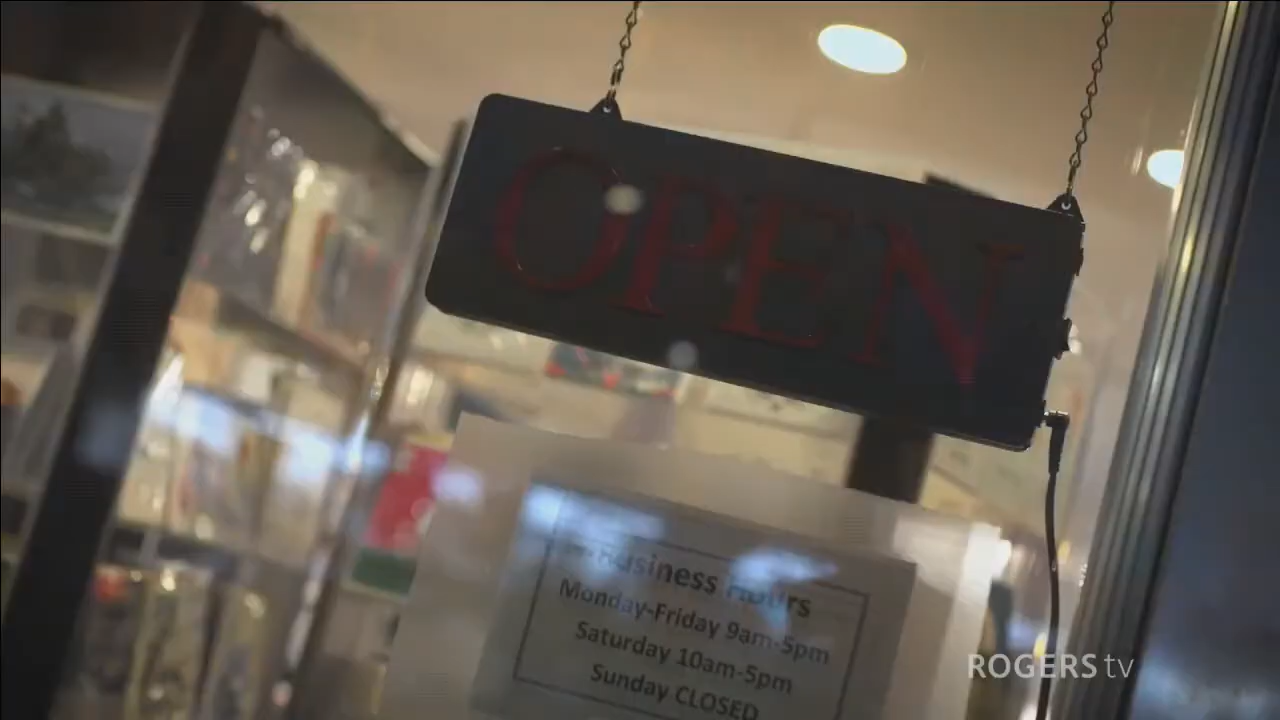 OPEN
Business Hours
Monday-Friday 9am-5pm
Saturday 10am-5pm
Sunday CLOSED
ROGERS tv